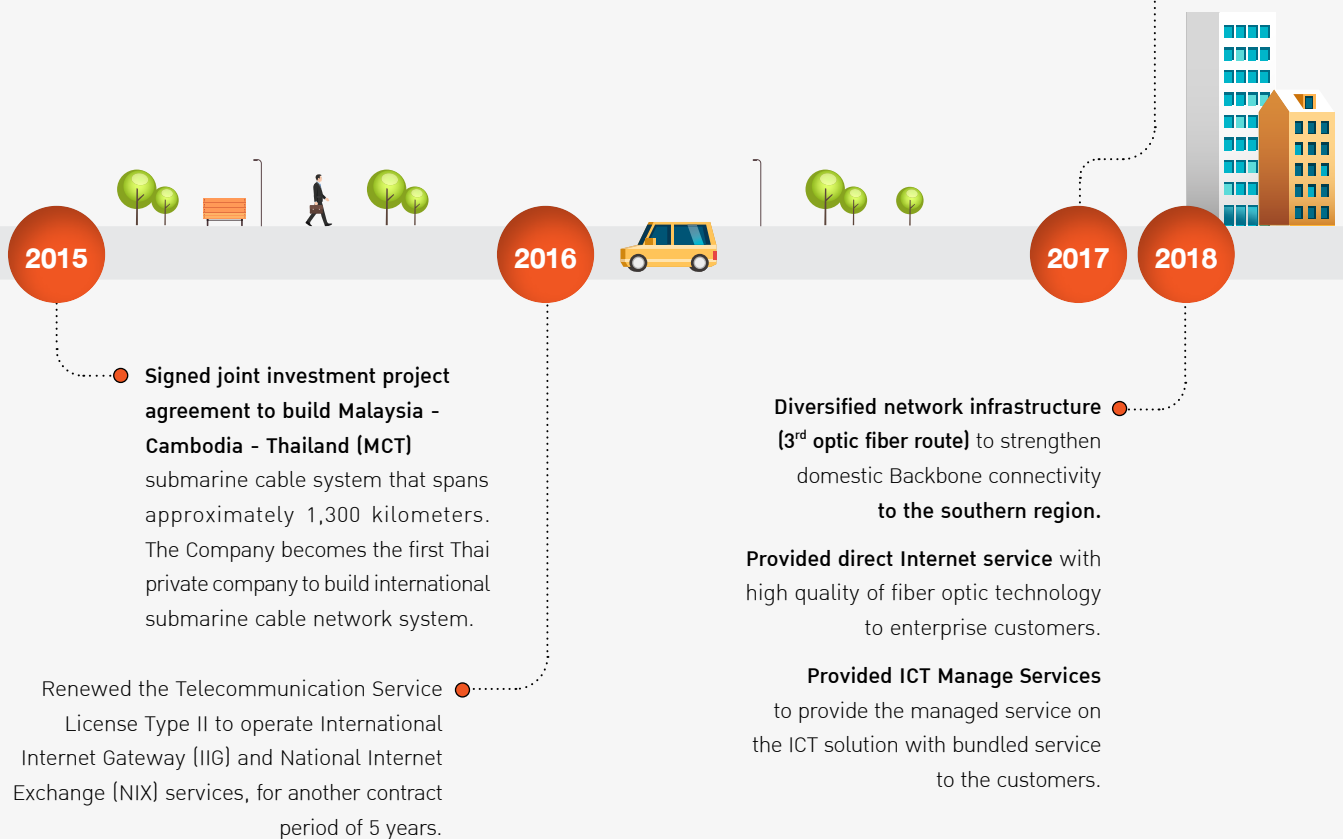 2015
2016
2017
2018
Signed joint investment project
agreement to build Malaysia -
Cambodia - Thailand (MCT)
submarine cable system that spans
approximately 1,300 kilometers.
The Company becomes the first Thai
private company to build international
submarine cable network system.
Renewed the Telecommunication Service
License Type II to operate International
Internet Gateway (IIG) and National Internet
Exchange (NIX) services, for another contract
period of 5 years.
Diversified network infrastructure
(3rd optic fiber route) to strengthen
domestic Backbone connectivity
to the southern region.
Provided direct Internet service with
high quality of fiber optic technology
to enterprise customers.
Provided ICT Manage Services
to provide the managed service on
the ICT solution with bundled service
to the customers.